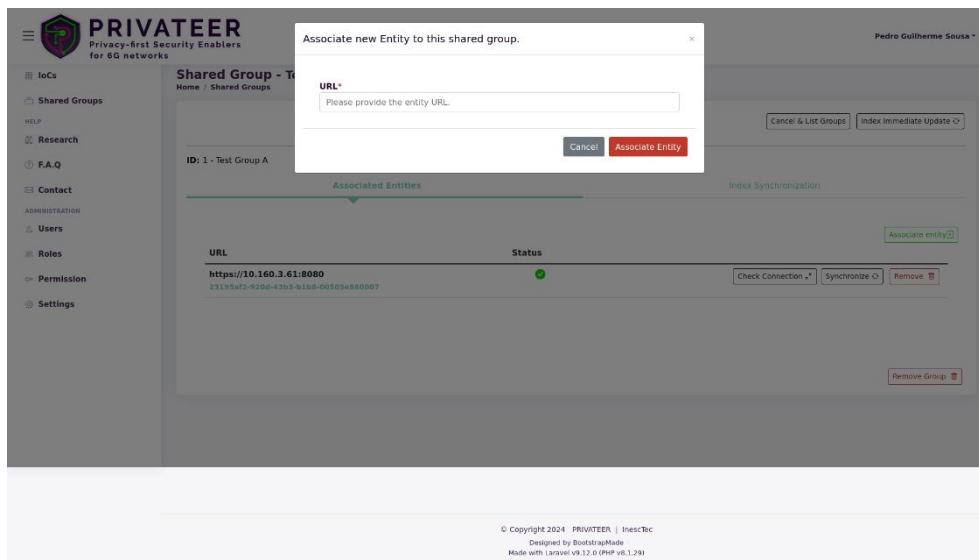 PRIVATEER
Privacy-first Security Enablers
for 6G networks
Pedro Guilherme Sousa
Associate new Entity to this shared group.
×
URL*
Please provide the entity URL.
Cancel
Associate Entity
IoCs
Shared Groups
HELP
Research
F.A.Q
Contact
ADMINISTRATION
Users
Roles
Permission
Settings
Shared Group - Te
Home / Shared Groups
Cancel & List Groups
Index Immediate Update
ID: 1 - Test Group A
Associated Entities
Index Synchronization
Associate entity
URL
Status
https://10.160.3.61:8080
Check Connection
Synchronize
Remove
Remove Group
© Copyright 2024 PRIVATEER | InescTec
Designed by BootstrapMade
Made with Laravel v9.12.0 (PHP v8.1.29)